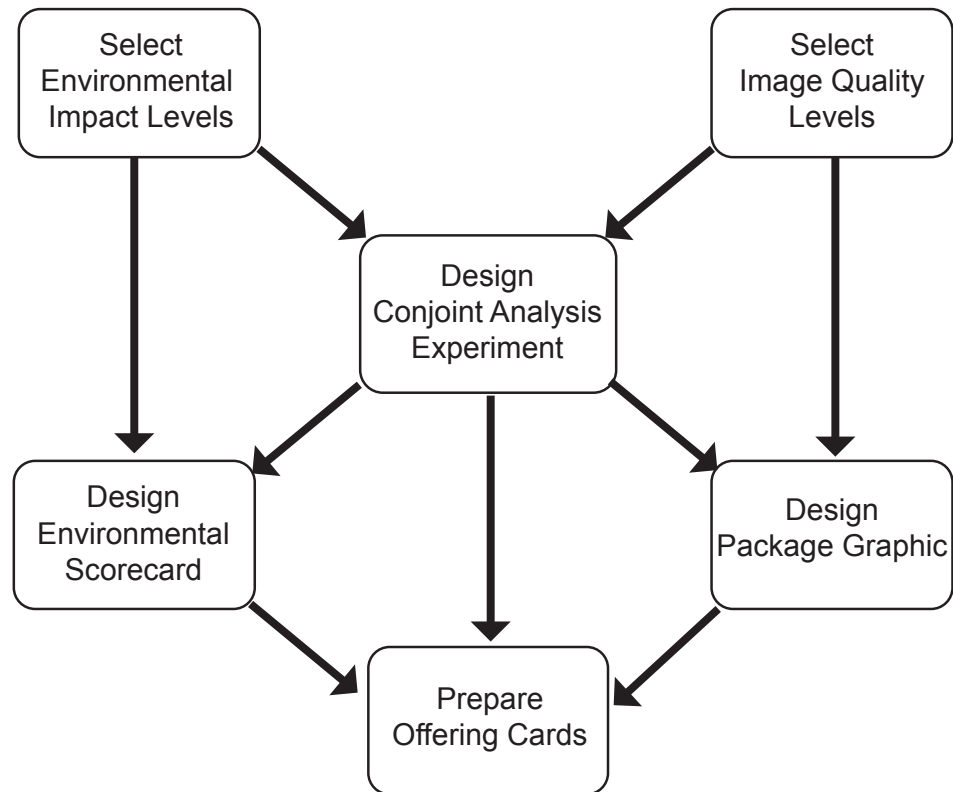 Select
Environmental
Impact Levels
Select
Image Quality
Levels
Design
Conjoint Analysis
Experiment
Design
Environmental
Scorecard
Design
Package Graphic
Prepare
Offering Cards